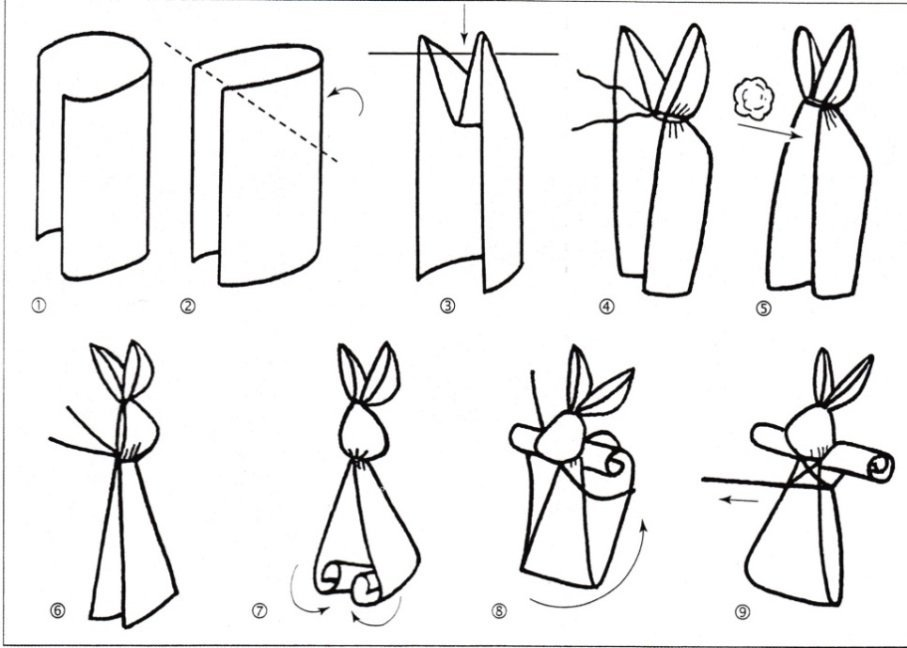 ① ② ③ ④ ⑤
⑥ ⑦ ⑧ ⑨